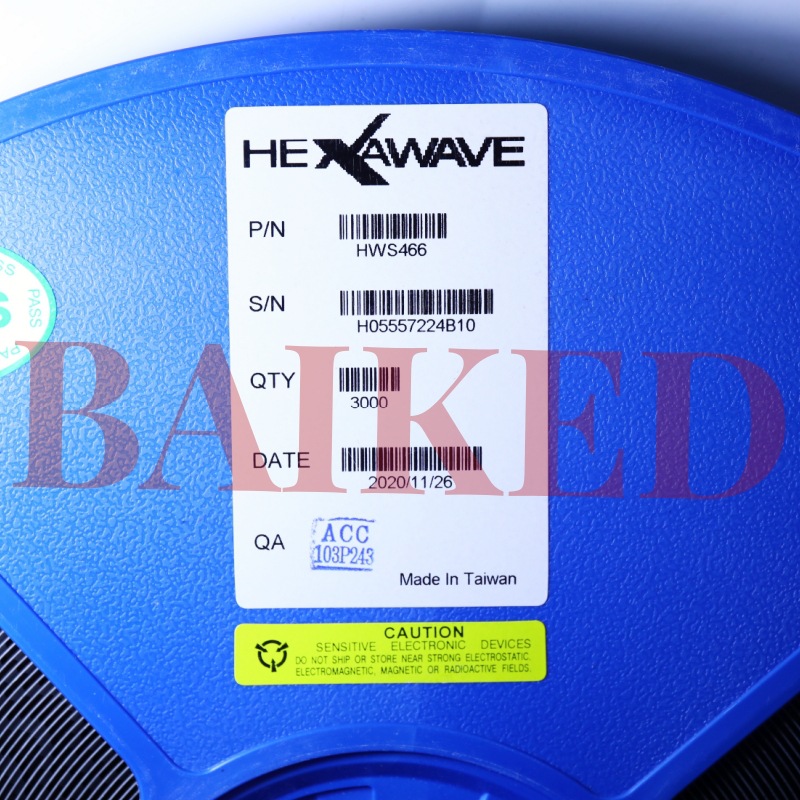 HEXAWAVE
P/N
HWS466
S/N
H05557224B10
QTY
3000
DATE
2020/11/26
QA
ACC
103P243
Made In Taiwan
CAUTION
SENSITIVE ELECTRONIC DEVICES
DO NOT SHIP OR STORE NEAR STRONG ELECTROSTATIC.
ELECTROMAGNETIC, MAGNETIC OR RADIOACTIVE FIELDS.
PASS
BAIKED